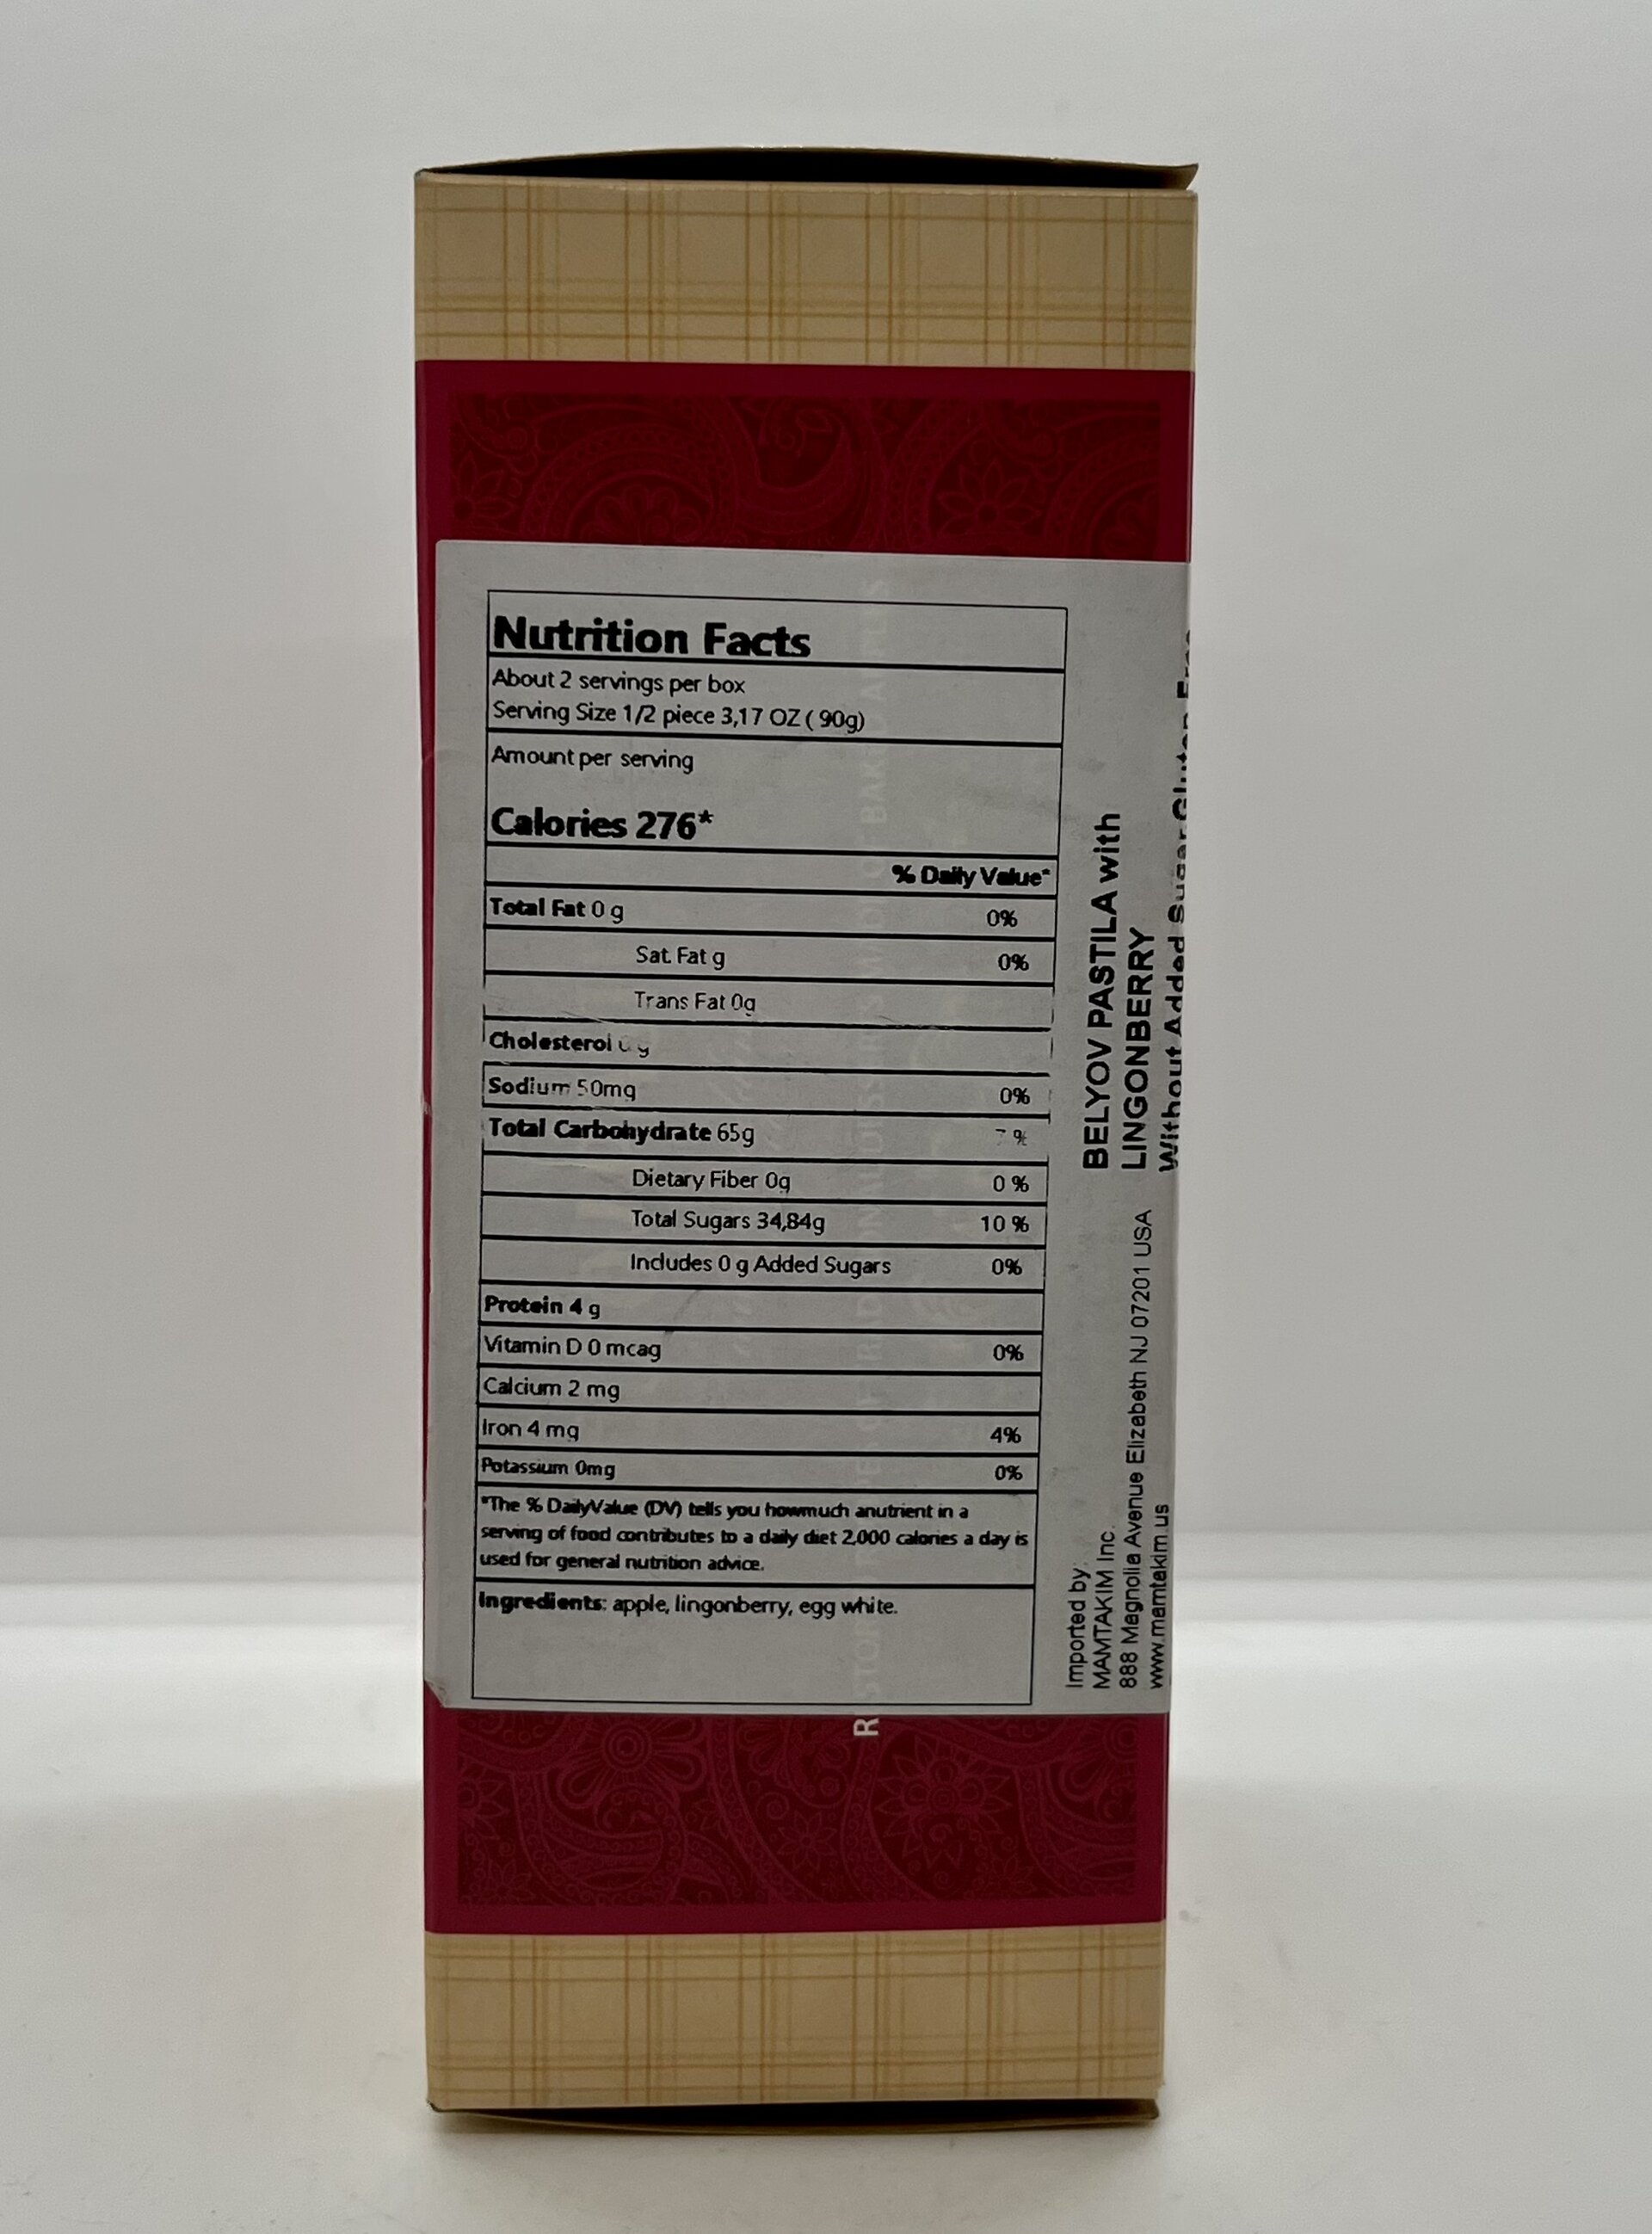 Nutrition Facts
About 2 servings per box
Serving Size 1/2 piece 3,17 OZ ( 90g)
Amount per serving
Calories 276*
% Daily Value*
Total Fat 0 g 0%
Sat. Fat g 0%
Trans Fat 0g
Cholesterol
Sodium 50mg 0%
Total Carbohydrate 65g 7 %
Dietary Fiber 0g 0 %
Total Sugars 34,84g 10 %
Includes 0 g Added Sugars 0%
Protein 4 g
Vitamin D 0 mcag 0%
Calcium 2 mg
Iron 4 mg 4%
Potassium 0mg 0%
*The % DailyValue (DV) tells you howmuch anutrient in a
serving of food contributes to a daily diet 2,000 calories a day is
used for general nutrition advice.
Ingredients: apple, lingonberry, egg white.
BELYOV PASTILA with
LINGONBERRY
Without Added Sugar Gluten Free
Imported by:
MAMTAKIM Inc.
888 Magnolia Avenue Elizabeth NJ 07201 USA
www.mamtakim.us